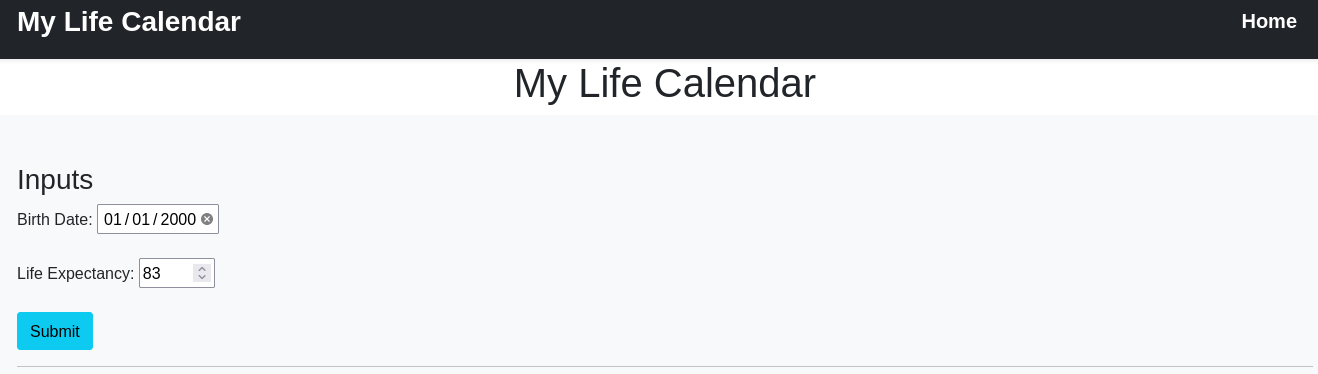 My Life Calendar Home
My Life Calendar
Inputs
Birth Date: 01/01/2000
Life Expectancy: 83
Submit